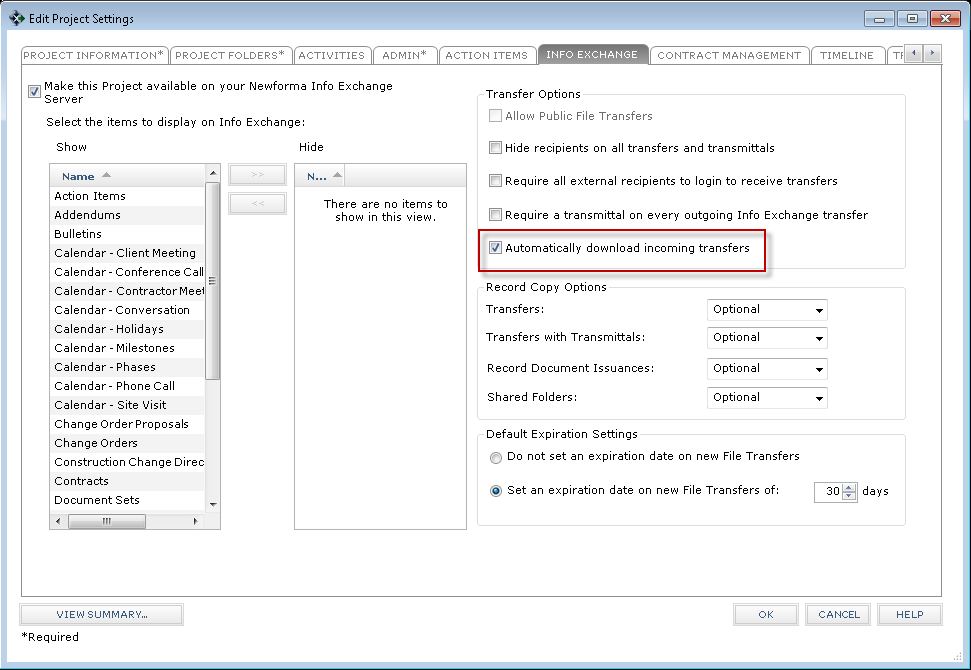 Edit Project Settings
PROJECT INFORMATION* PROJECT FOLDERS* ACTIVITIES ADMIN* ACTION ITEMS INFO EXCHANGE CONTRACT MANAGEMENT TIMELINE
Make this Project available on your Newforma Info Exchange
Server
Select the items to display on Info Exchange:
Show
Name
Action Items
Addendums
Bulletins
Calendar - Client Meeting
Calendar - Conference Call
Calendar - Contractor Meet
Calendar - Conversation
Calendar - Holidays
Calendar - Milestones
Calendar - Phases
Calendar - Phone Call
Calendar - Site Visit
Change Order Proposals
Change Orders
Construction Change Direc
Contracts
Document Sets
>>
<<
Hide
N...
There are no items to
show in this view.
Transfer Options
Allow Public File Transfers
Hide recipients on all transfers and transmittals
Require all external recipients to login to receive transfers
Require a transmittal on every outgoing Info Exchange transfer
Automatically download incoming transfers
Record Copy Options
Transfers: Optional
Transfers with Transmittals: Optional
Record Document Issuances: Optional
Shared Folders: Optional
Default Expiration Settings
Do not set an expiration date on new File Transfers
Set an expiration date on new File Transfers of: 30 days
VIEW SUMMARY... OK CANCEL HELP
*Required